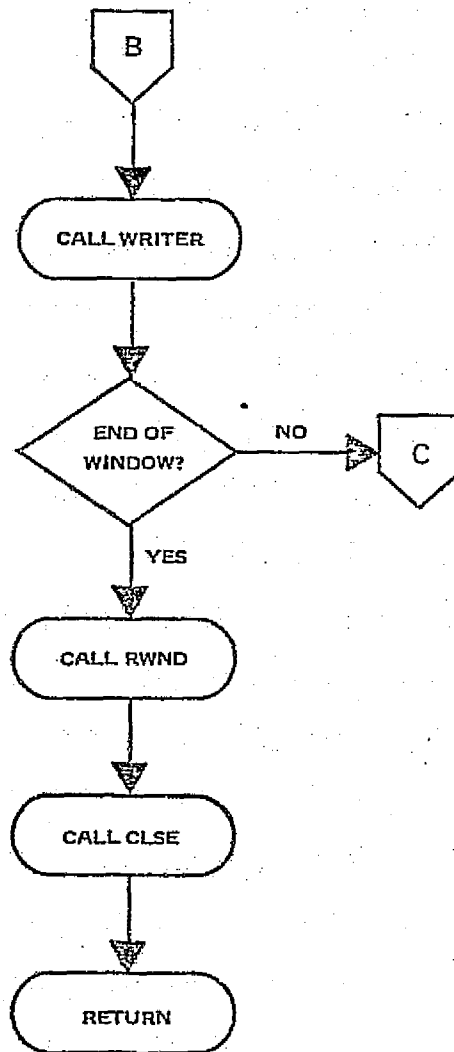 B
CALL WRITER
END OF
WINDOW?
NO
C
YES
CALL RWND
CALL CLSE
RETURN